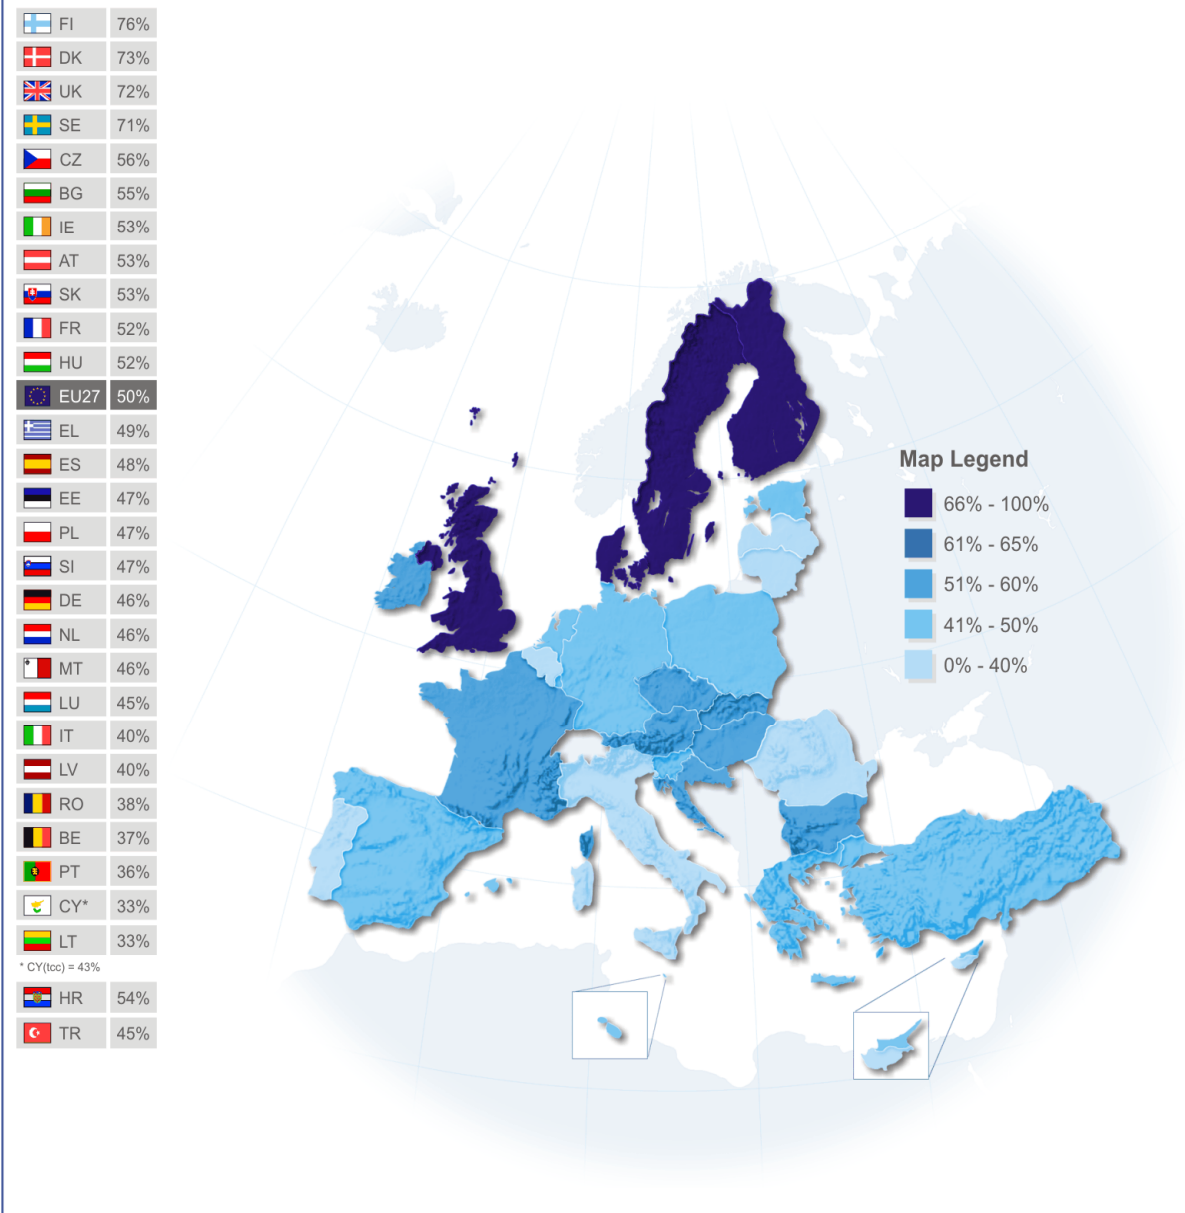 FI 76%
DK 73%
UK 72%
SE 71%
CZ 56%
BG 55%
IE 53%
AT 53%
SK 53%
FR 52%
HU 52%
EU27 50%
EL 49%
ES 48%
EE 47%
PL 47%
SI 47%
DE 46%
NL 46%
MT 46%
LU 45%
IT 40%
LV 40%
RO 38%
BE 37%
PT 36%
CY* 33%
LT 33%
* CY(tcc) = 43%
HR 54%
TR 45%
Map Legend
66% - 100%
61% - 65%
51% - 60%
41% - 50%
0% - 40%